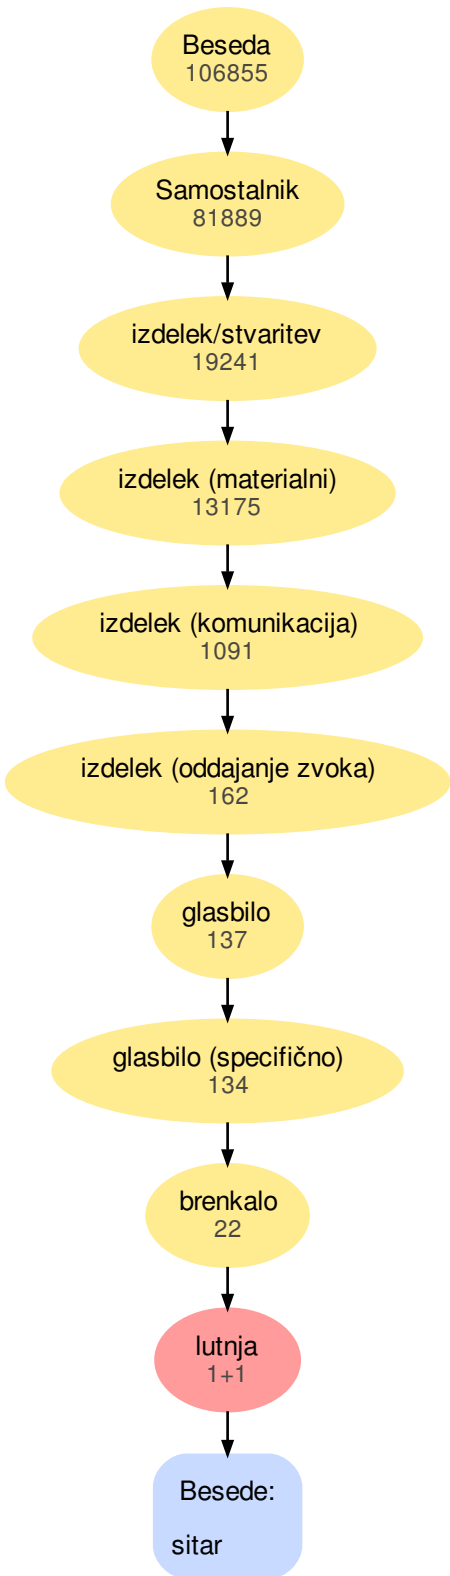 Beseda
106855
Samostalnik
81889
izdelek/stvaritev
19241
izdelek (materialni)
13175
izdelek (komunikacija)
1091
izdelek (oddajanje zvoka)
162
glasbilo
137
glasbilo (specifično)
134
brenkalo
22
lutnja
1+1
Besede:
sitar